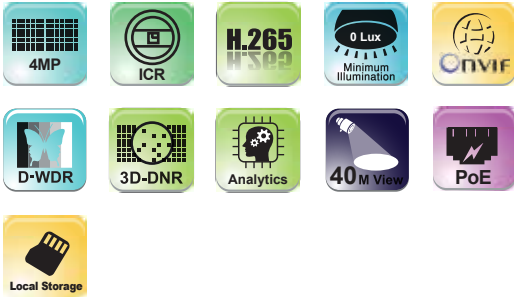 4MP
ICR
H.265
0 Lux
Minimum
Illumination
ONVIF
D-WDR
3D-DNR
Analytics
40M View
PoE
Local Storage